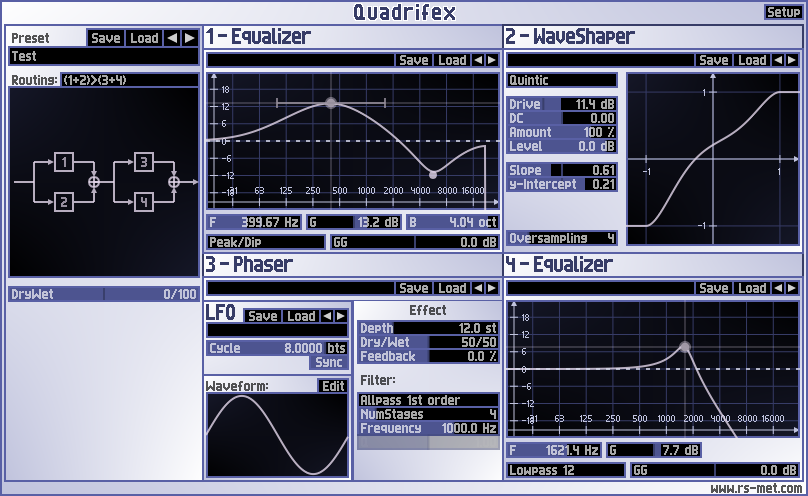 Quadrifex
Setup
Preset Save Load
Test
Routing: (1+2)>(3+4)
1 3
2 4
DryWet 0/100
1 - Equalizer
Save Load
18
12
6
-6
-12
31 63 125 250 500 1000 2000 4000 8000 16000
F 399.67 Hz G 13.2 dB B 4.04 oct
Peak/Dip GG 0.0 dB
2 - WaveShaper
Save Load
Quintic
Drive 11.4 dB
DC 0.00
Amount 100 %
Level 0.0 dB
Slope 0.61
y-Intercept 0.21
Oversampling 4
1
-1 1
-1
3 - Phaser
Save Load
LFO Save Load
Cycle 8.0000 bts
Sync
Waveform: Edit
Effect
Depth 12.0 st
Dry/Wet 50/50
Feedback 0.0 %
Filter:
Allpass 1st order
NumStages 4
Frequency 1000.0 Hz
4 - Equalizer
Save Load
18
12
6
0
-6
-12
31 63 125 250 500 1000 2000 4000 8000 16000
F 1621.4 Hz G 7.7 dB
Lowpass 12 GG 0.0 dB
www.rs-met.com